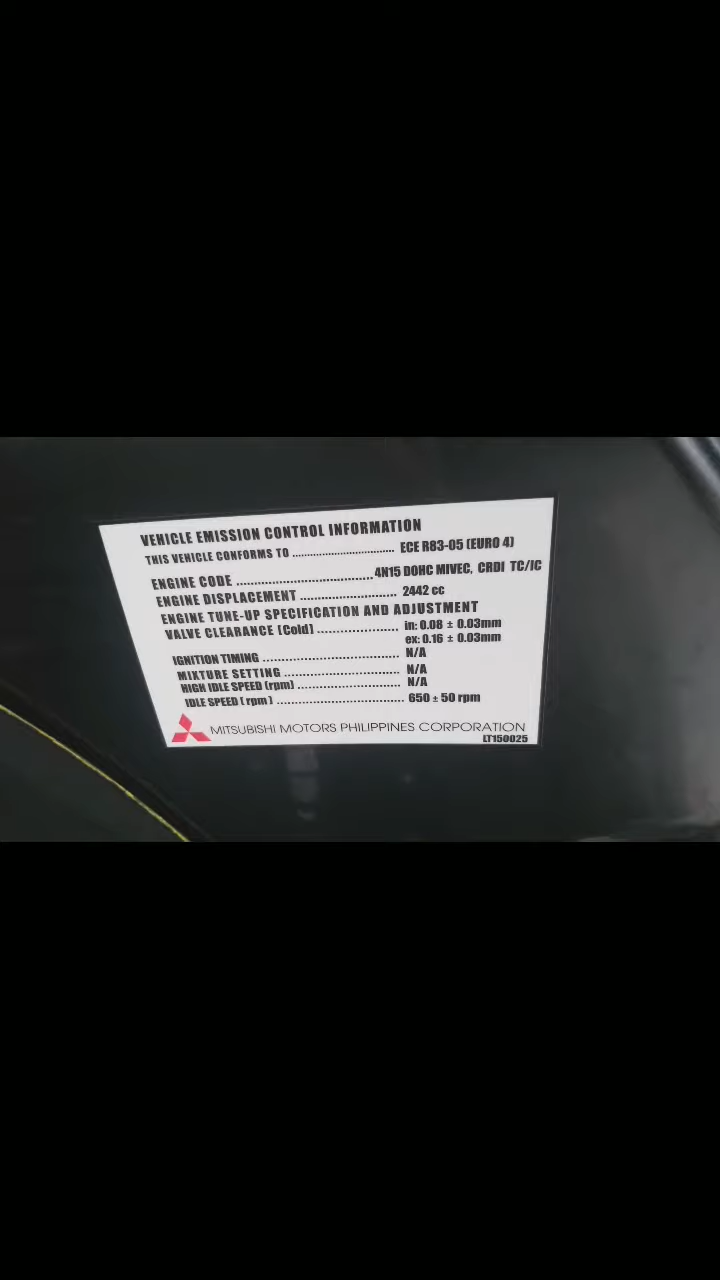 VEHICLE EMISSION CONTROL INFORMATION
THIS VEHICLE CONFORMS TO ................................ ECE R83-05 (EURO 4)
ENGINE CODE ....................................4N15 DOHC MIVEC, CRDI TC/IC
ENGINE DISPLACEMENT ......................... 2442 cc
ENGINE TUNE-UP SPECIFICATION AND ADJUSTMENT
VALVE CLEARANCE [Cold] ..................... in: 0.08 ± 0.03mm
ex: 0.16 ± 0.03mm
IGNITION TIMING ................................... N/A
MIXTURE SETTING ............................. N/A
HIGH IDLE SPEED (rpm) .......................... N/A
IDLE SPEED ( rpm ) ................................ 650 ± 50 rpm
MITSUBISHI MOTORS PHILIPPINES CORPORATION
LT150025